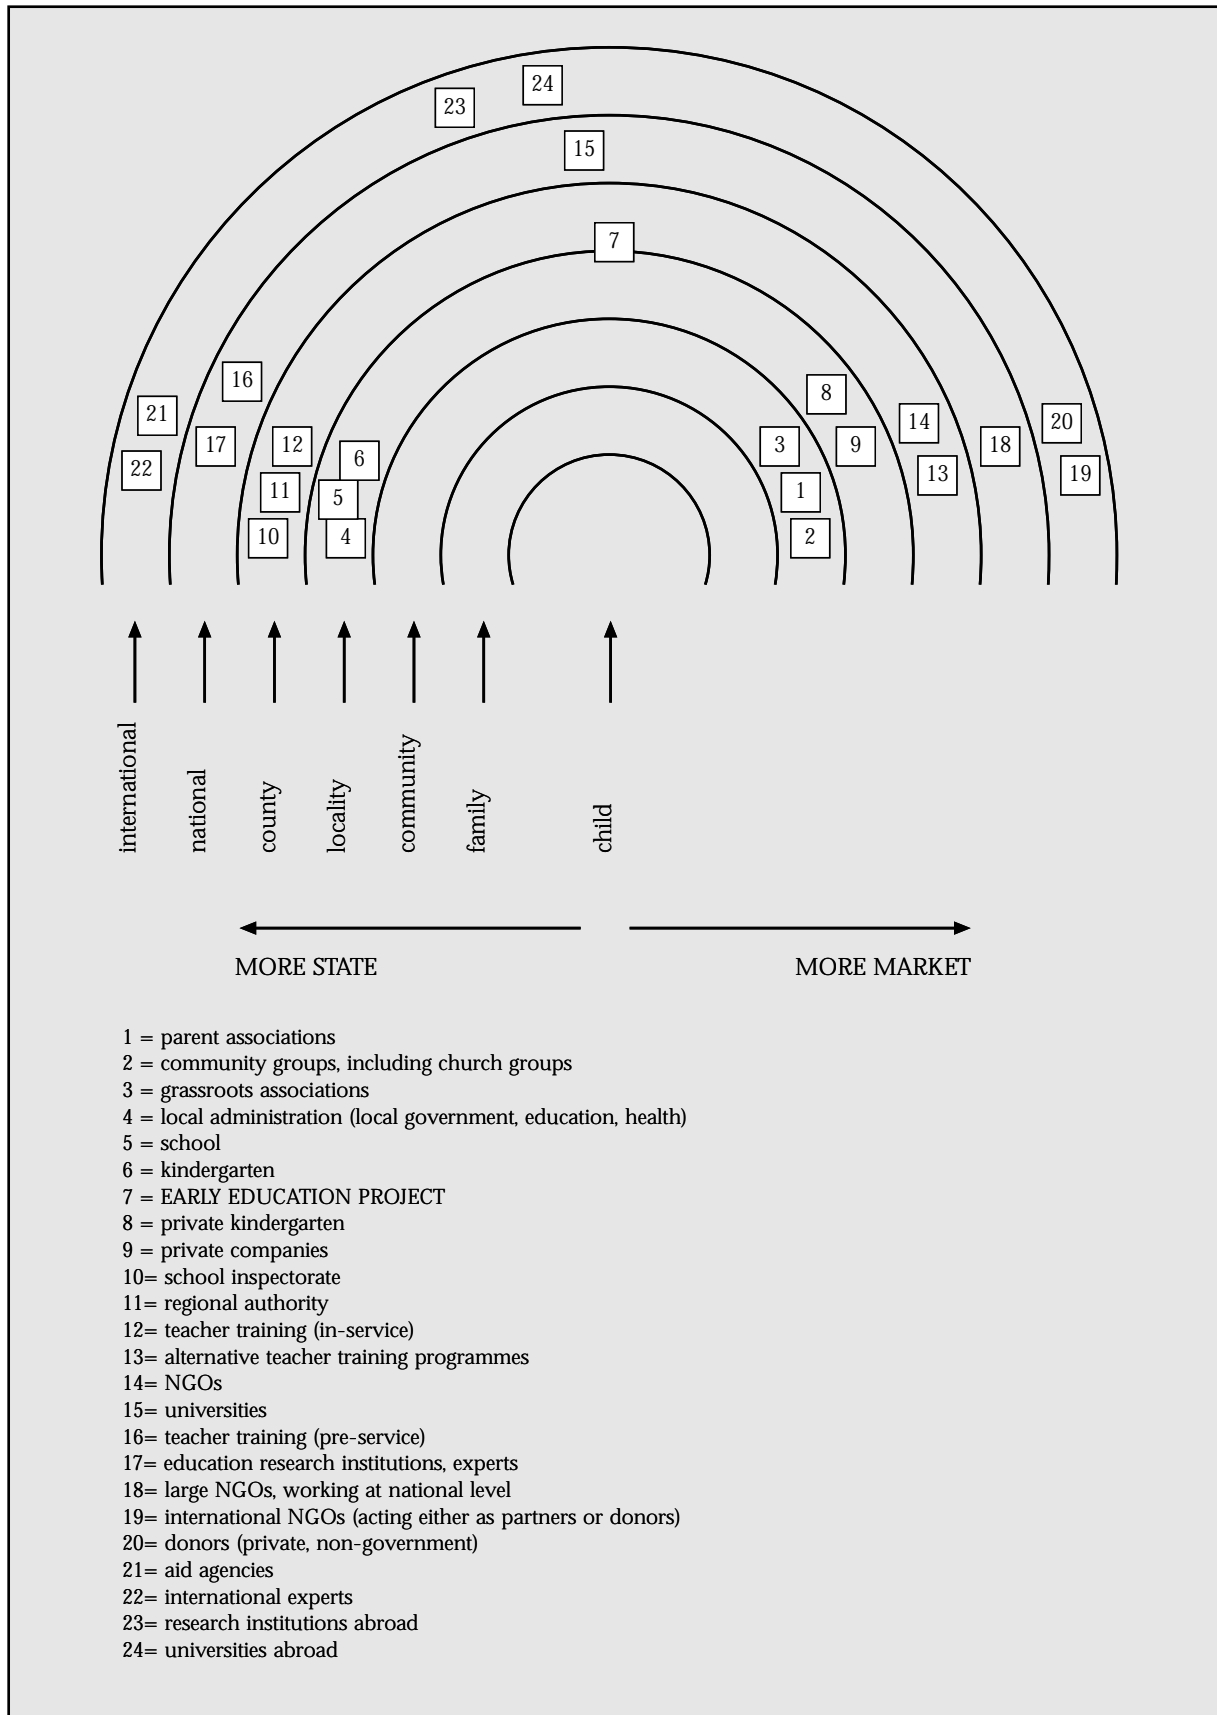 24
23
15
7
16
8
21
14
20
12
3
9
17
18
6
22
13
19
11
5
1
10
4
2
international
national
county
locality
community
family
child
MORE STATE
MORE MARKET
1 = parent associations
2 = community groups, including church groups
3 = grassroots associations
4 = local administration (local government, education, health)
5 = school
6 = kindergarten
7 = EARLY EDUCATION PROJECT
8 = private kindergarten
9 = private companies
10= school inspectorate
11= regional authority
12= teacher training (in-service)
13= alternative teacher training programmes
14= NGOs
15= universities
16= teacher training (pre-service)
17= education research institutions, experts
18= large NGOs, working at national level
19= international NGOs (acting either as partners or donors)
20= donors (private, non-government)
21= aid agencies
22= international experts
23= research institutions abroad
24= universities abroad